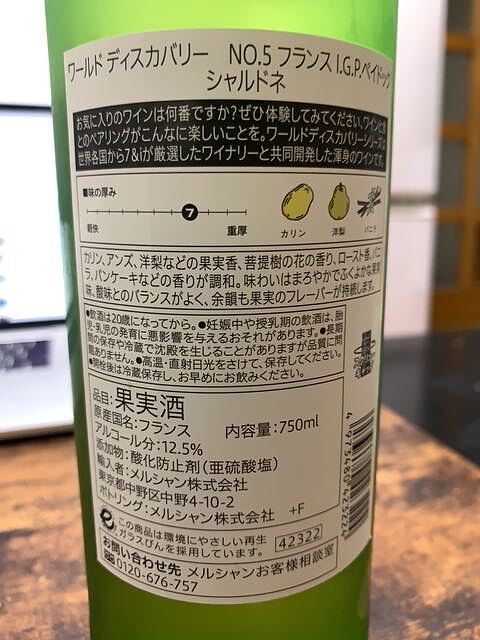 ワールド ディスカバリー NO.5 フランス I.G.P.ペイドック
シャルドネ
お気に入りのワインは何番ですか?ぜひ体験してみてください、ワインと
とのペアリングがこんなに楽しいことを。ワールドディスカバリーシリーズは
世界各国から7&iが厳選したワイナリーと共同開発した渾身のワインです。
■味の厚み
7
軽快 重厚
カリン 洋梨 バニラ
カリン、アンズ、洋梨などの果実香、菩提樹の花の香り、ロースト香、バニ
ラ、パンケーキなどの香りが調和。味わいはまろやかでふくよかな果実
味、酸味とのバランスがよく、余韻も果実のフレーバーが持続します。
●飲酒は20歳になってから。●妊娠中や授乳期の飲酒は、胎
児・乳児の発育に悪影響を与えるおそれがあります。●長期
間の保存や冷蔵で沈殿を生じることがありますが品質に問
題ありません。●高温・直射日光をさけて、保存してください。
●開栓後は冷蔵保存し、お早めにお飲みください。
品目:果実酒
原産国名:フランス 内容量:750ml
アルコール分:12.5%
添加物:酸化防止剤(亜硫酸塩)
輸入者:メルシャン株式会社
東京都中野区中野4-10-2
ボトリング:メルシャン株式会社 +F
この商品は環境にやさしい再生
ガラスびんを採用しています。 42322
お問い合わせ先 メルシャンお客様相談室
0120-676-757
4 973480 425224